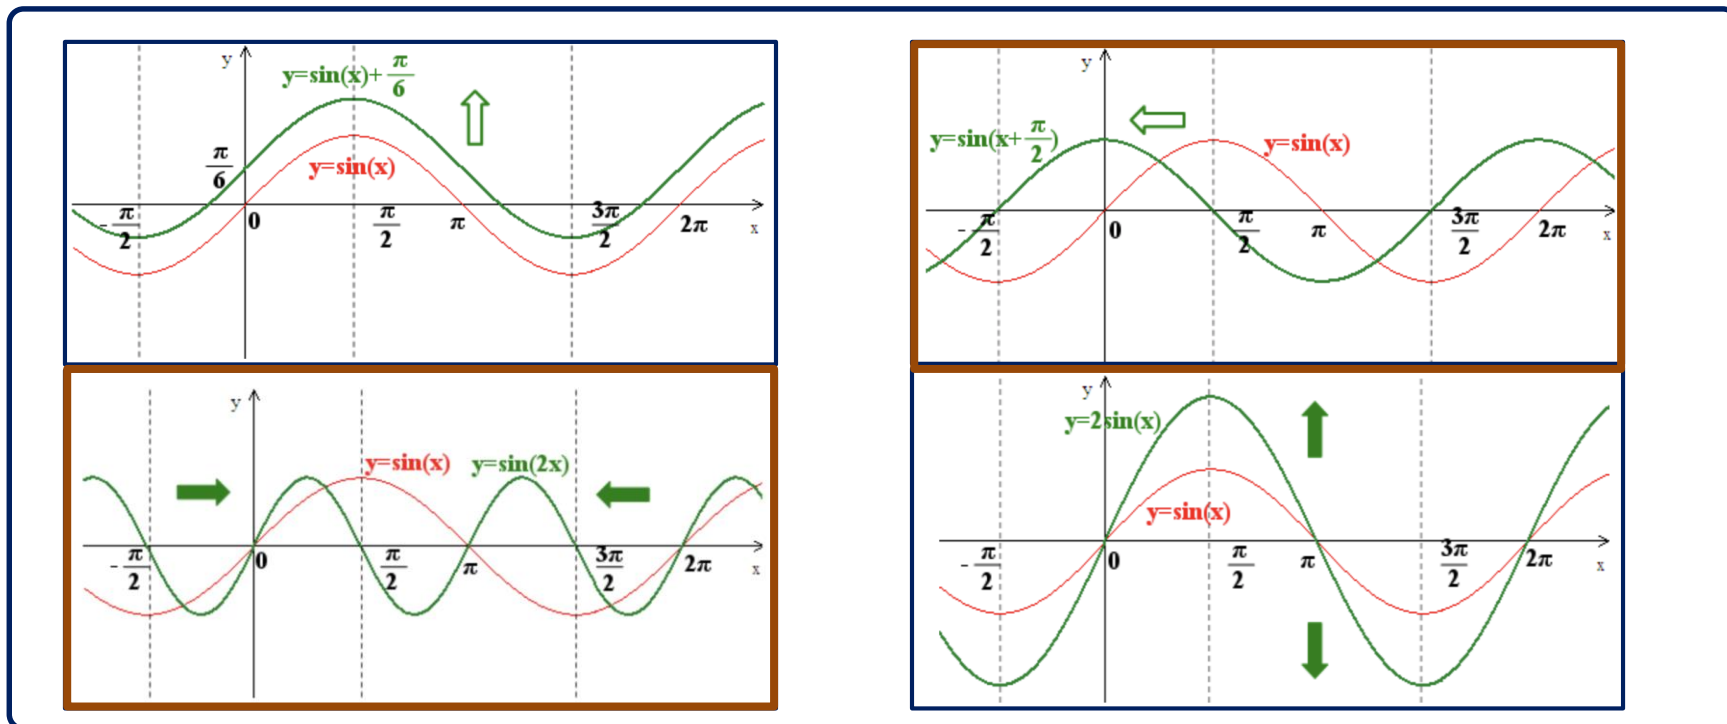 y
y=sin(x)+π/6
π/6
y=sin(x)
-π/2
0
π/2
π
3π/2
2π
x
y
y=sin(x+π/2)
y=sin(x)
-π/2
0
π/2
π
3π/2
2π
x
y
y=sin(x) y=sin(2x)
-π/2
0
π/2
π
3π/2
2π
x
y
y=2sin(x)
y=sin(x)
-π/2
0
π/2
π
3π/2
2π
x